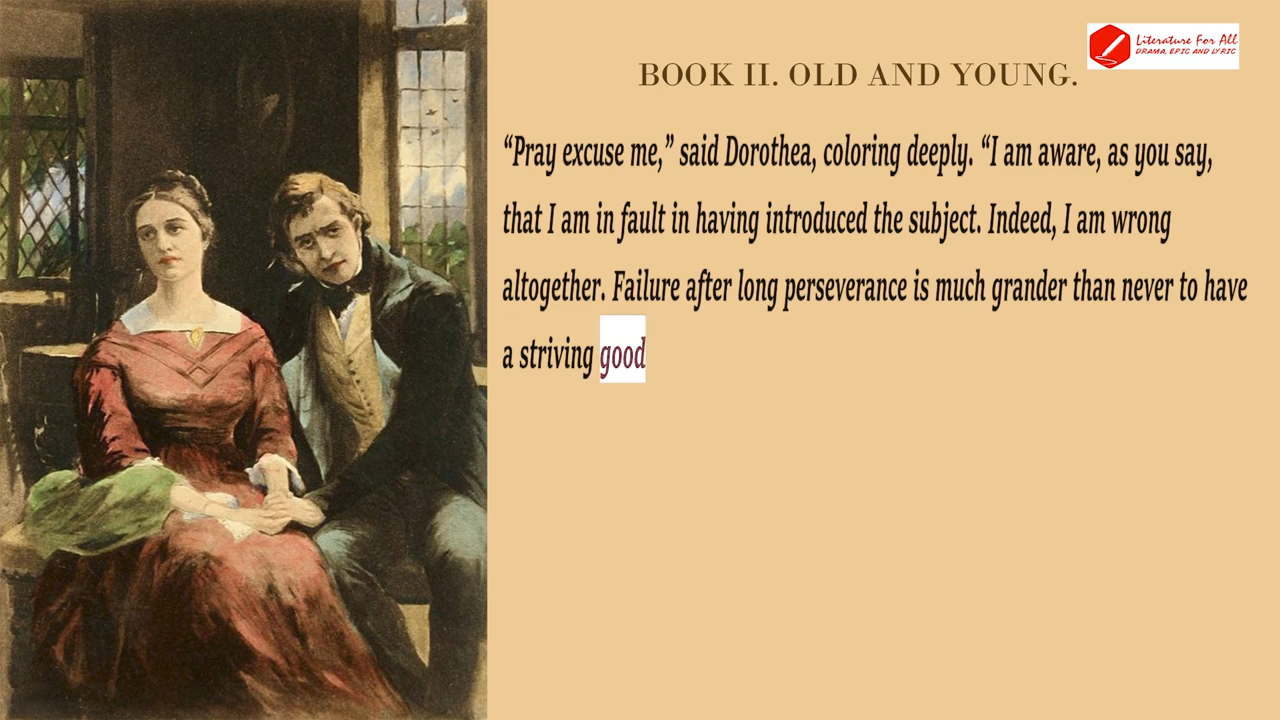 Literature For All
DRAMA, EPIC AND LYRIC
BOOK II. OLD AND YOUNG.
“Pray excuse me,” said Dorothea, coloring deeply. “I am aware, as you say,
that I am in fault in having introduced the subject. Indeed, I am wrong
altogether. Failure after long perseverance is much grander than never to have
a striving good